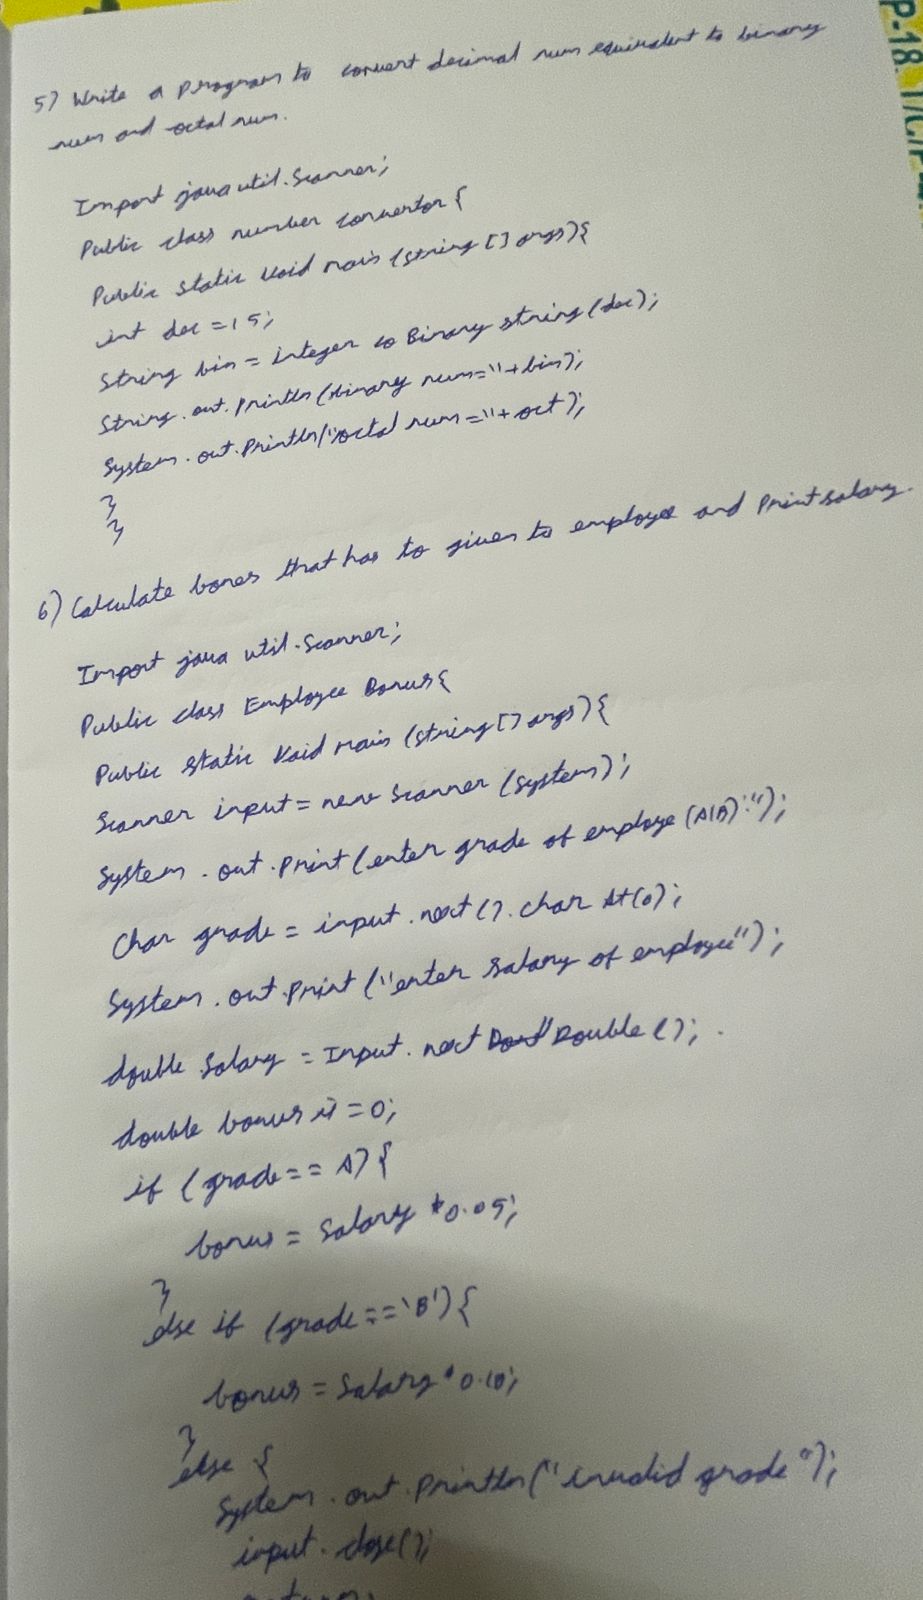 P-18. T/C/F
5) Write a program to convert decimal num equivalent to binary
num and octal num.
Import java util.Scanner;
Public class number convertor {
Public static Void main (string [] args){
int dec = 15;
String bin = integer to Binary string (dec);
String.out.println (binary num="+bin);
System.out.Println("octal num="+oct);
}
}
6) Calculate bones that has to given to employee and Print salary.
Import java util.Scanner;
Public class Employee Bonus{
Public static Void main (string [] args){
Scanner input = new Scanner (system);
System.out.print (enter grade of employe (A/B):");
Char grade = input.next().char At(0);
System.out.print ("enter salary of employee");
double Salary = Input.next Double ();
double bonus = 0;
if (grade== A) {
bonus = Salary *0.05;
}
else if (grade=='B'){
bonus = Salary*0.10;
}
else {
System.out.println("invalid grade");
input.close();